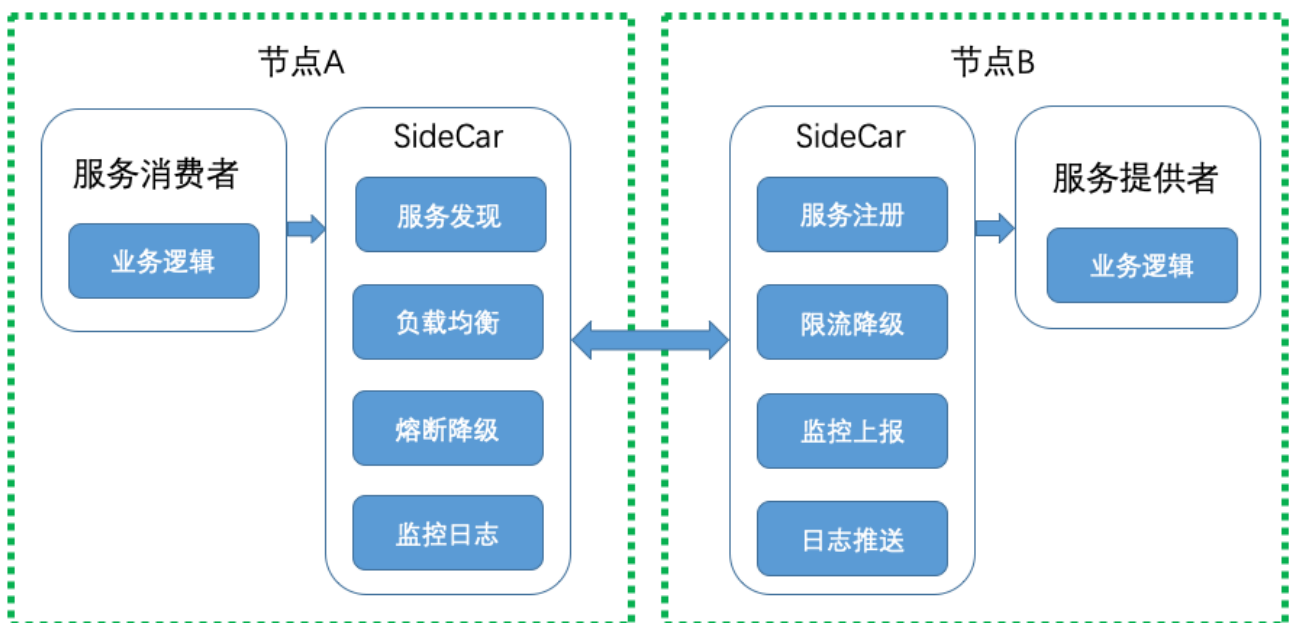 节点A
服务消费者
业务逻辑
SideCar
服务发现
负载均衡
熔断降级
监控日志
节点B
SideCar
服务注册
限流降级
监控上报
日志推送
服务提供者
业务逻辑